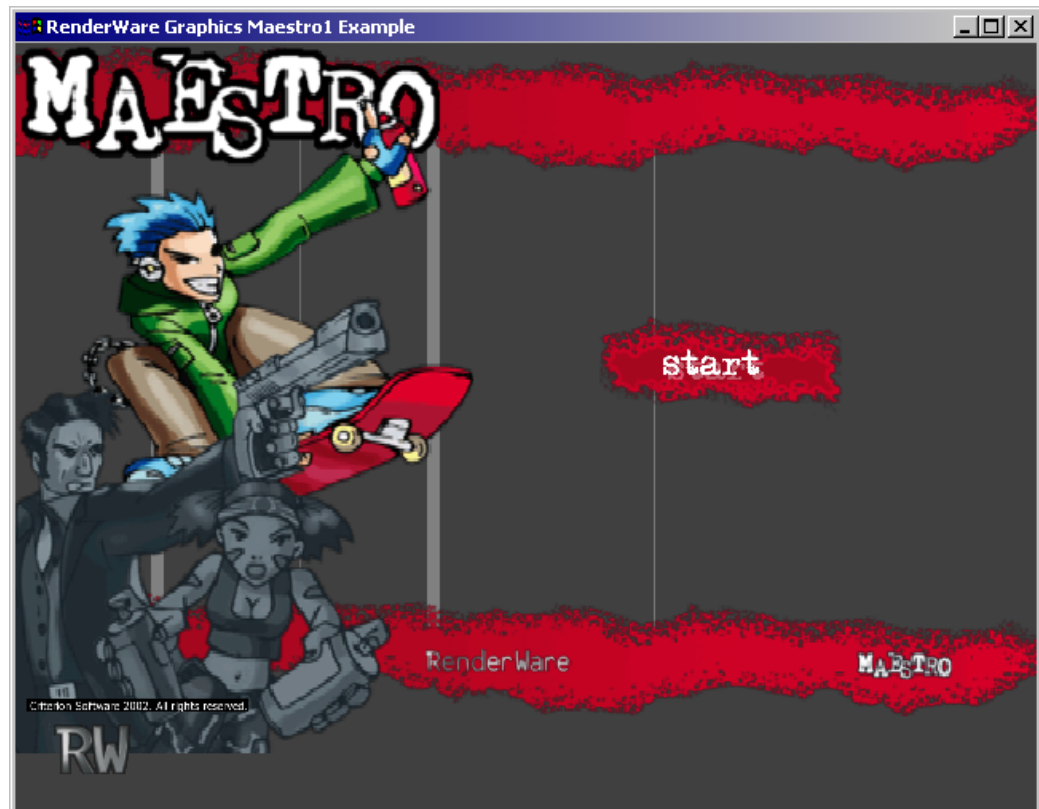 RenderWare Graphics Maestro1 Example
MAESTRO
start
RenderWare
MAESTRO
Criterion Software 2002. All rights reserved.
RW